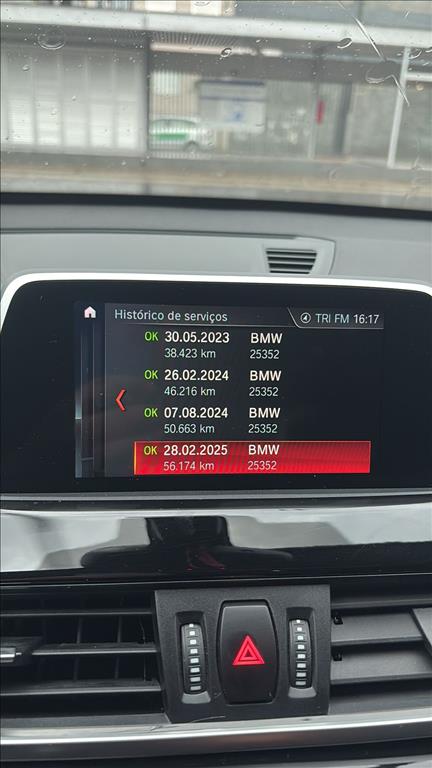 Histórico de serviços
TRI FM 16:17
OK 30.05.2023 BMW
38.423 km 25352
OK 26.02.2024 BMW
46.216 km 25352
OK 07.08.2024 BMW
50.663 km 25352
OK 28.02.2025 BMW
56.174 km 25352